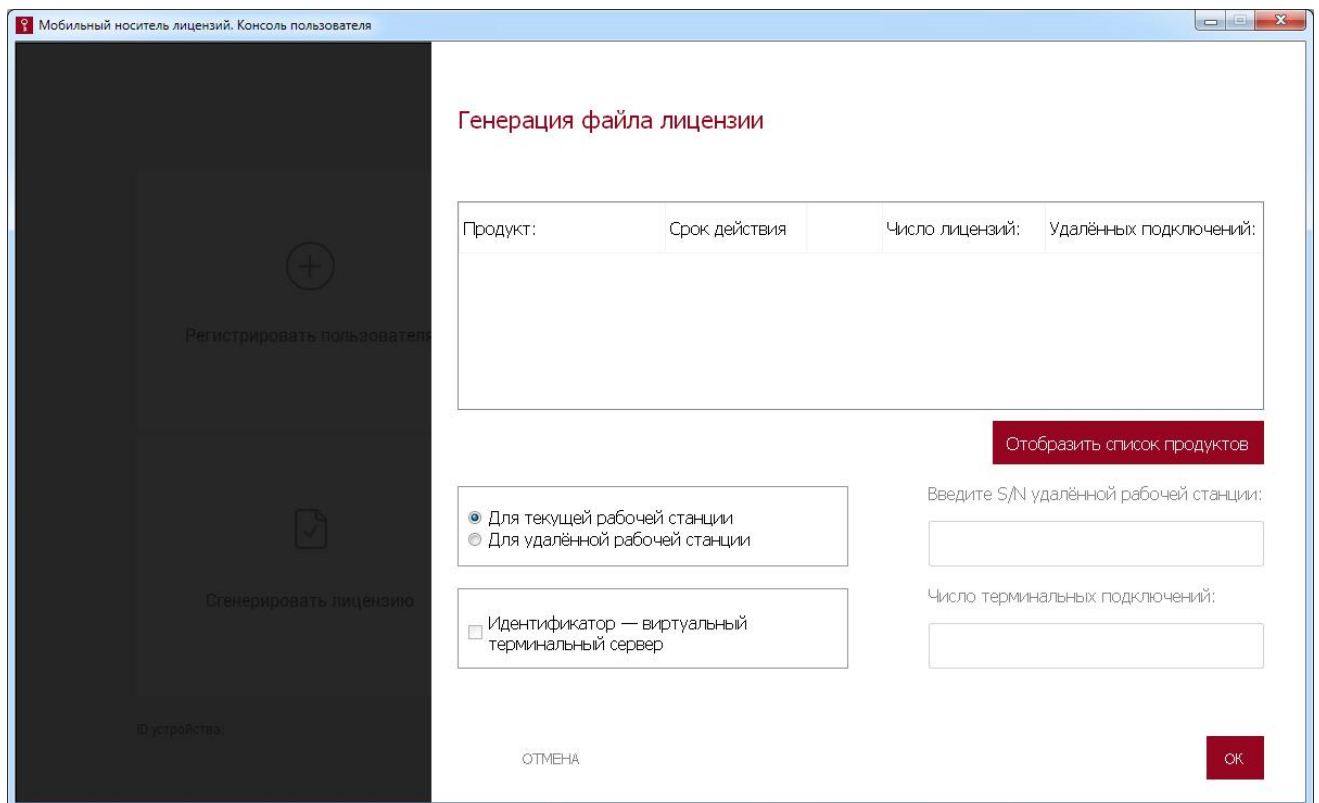 Мобильный носитель лицензий. Консоль пользователя
Генерация файла лицензии
Продукт: Срок действия Число лицензий: Удалённых подключений:
Регистрировать пользователя
Отобразить список продуктов
Для текущей рабочей станции
Для удалённой рабочей станции
Введите S/N удалённой рабочей станции:
Сгенерировать лицензию
Идентификатор — виртуальный
терминальный сервер
Число терминальных подключений:
ID устройства:
ОТМЕНА
ОК